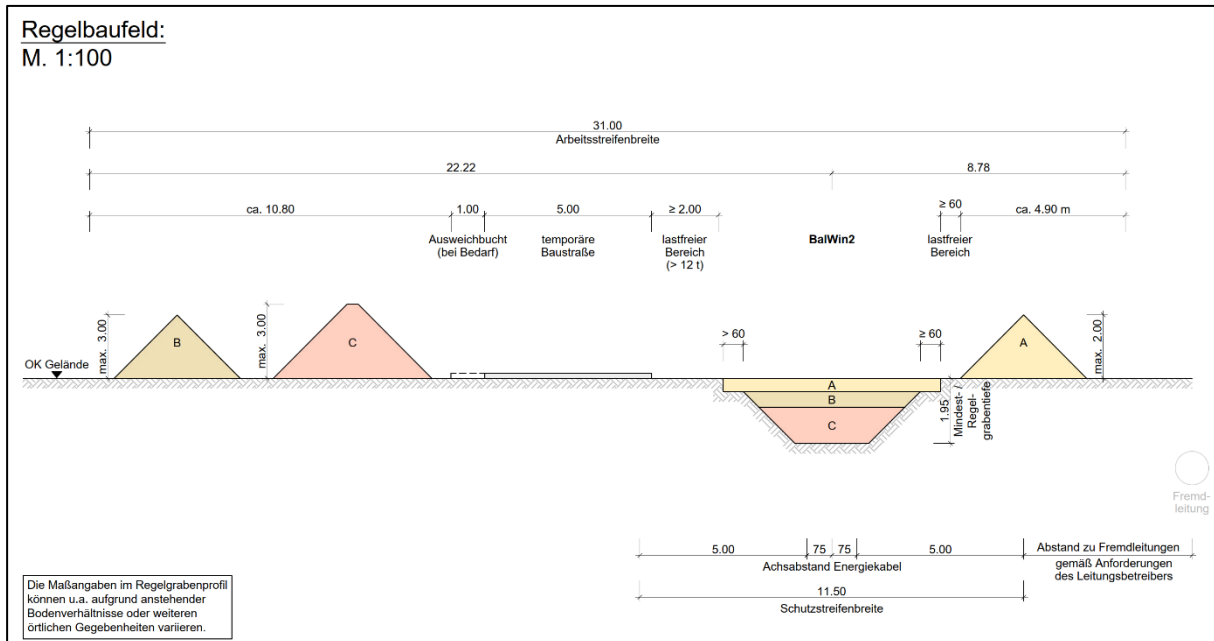 Regelbaufeld:
M. 1:100
31.00
Arbeitsstreifenbreite
22.22
8.78
ca. 10.80
1.00
5.00
≥ 2.00
≥ 60
ca. 4.90 m
Ausweichbucht
(bei Bedarf)
temporäre
Baustraße
lastfreier
Bereich
(> 12 t)
BalWin2
lastfreier
Bereich
max. 3.00
B
max. 3.00
C
> 60
≥ 60
A
max. 2.00
OK Gelände
A
B
C
1.95
Mindest- /
Regel-
grabentiefe
Fremd-
leitung
5.00
75
75
5.00
Achsabstand Energiekabel
Abstand zu Fremdleitungen
gemäß Anforderungen
des Leitungsbetreibers
11.50
Schutzstreifenbreite
Die Maßangaben im Regelgrabenprofil
können u.a. aufgrund anstehender
Bodenverhältnisse oder weiteren
örtlichen Gegebenheiten variieren.